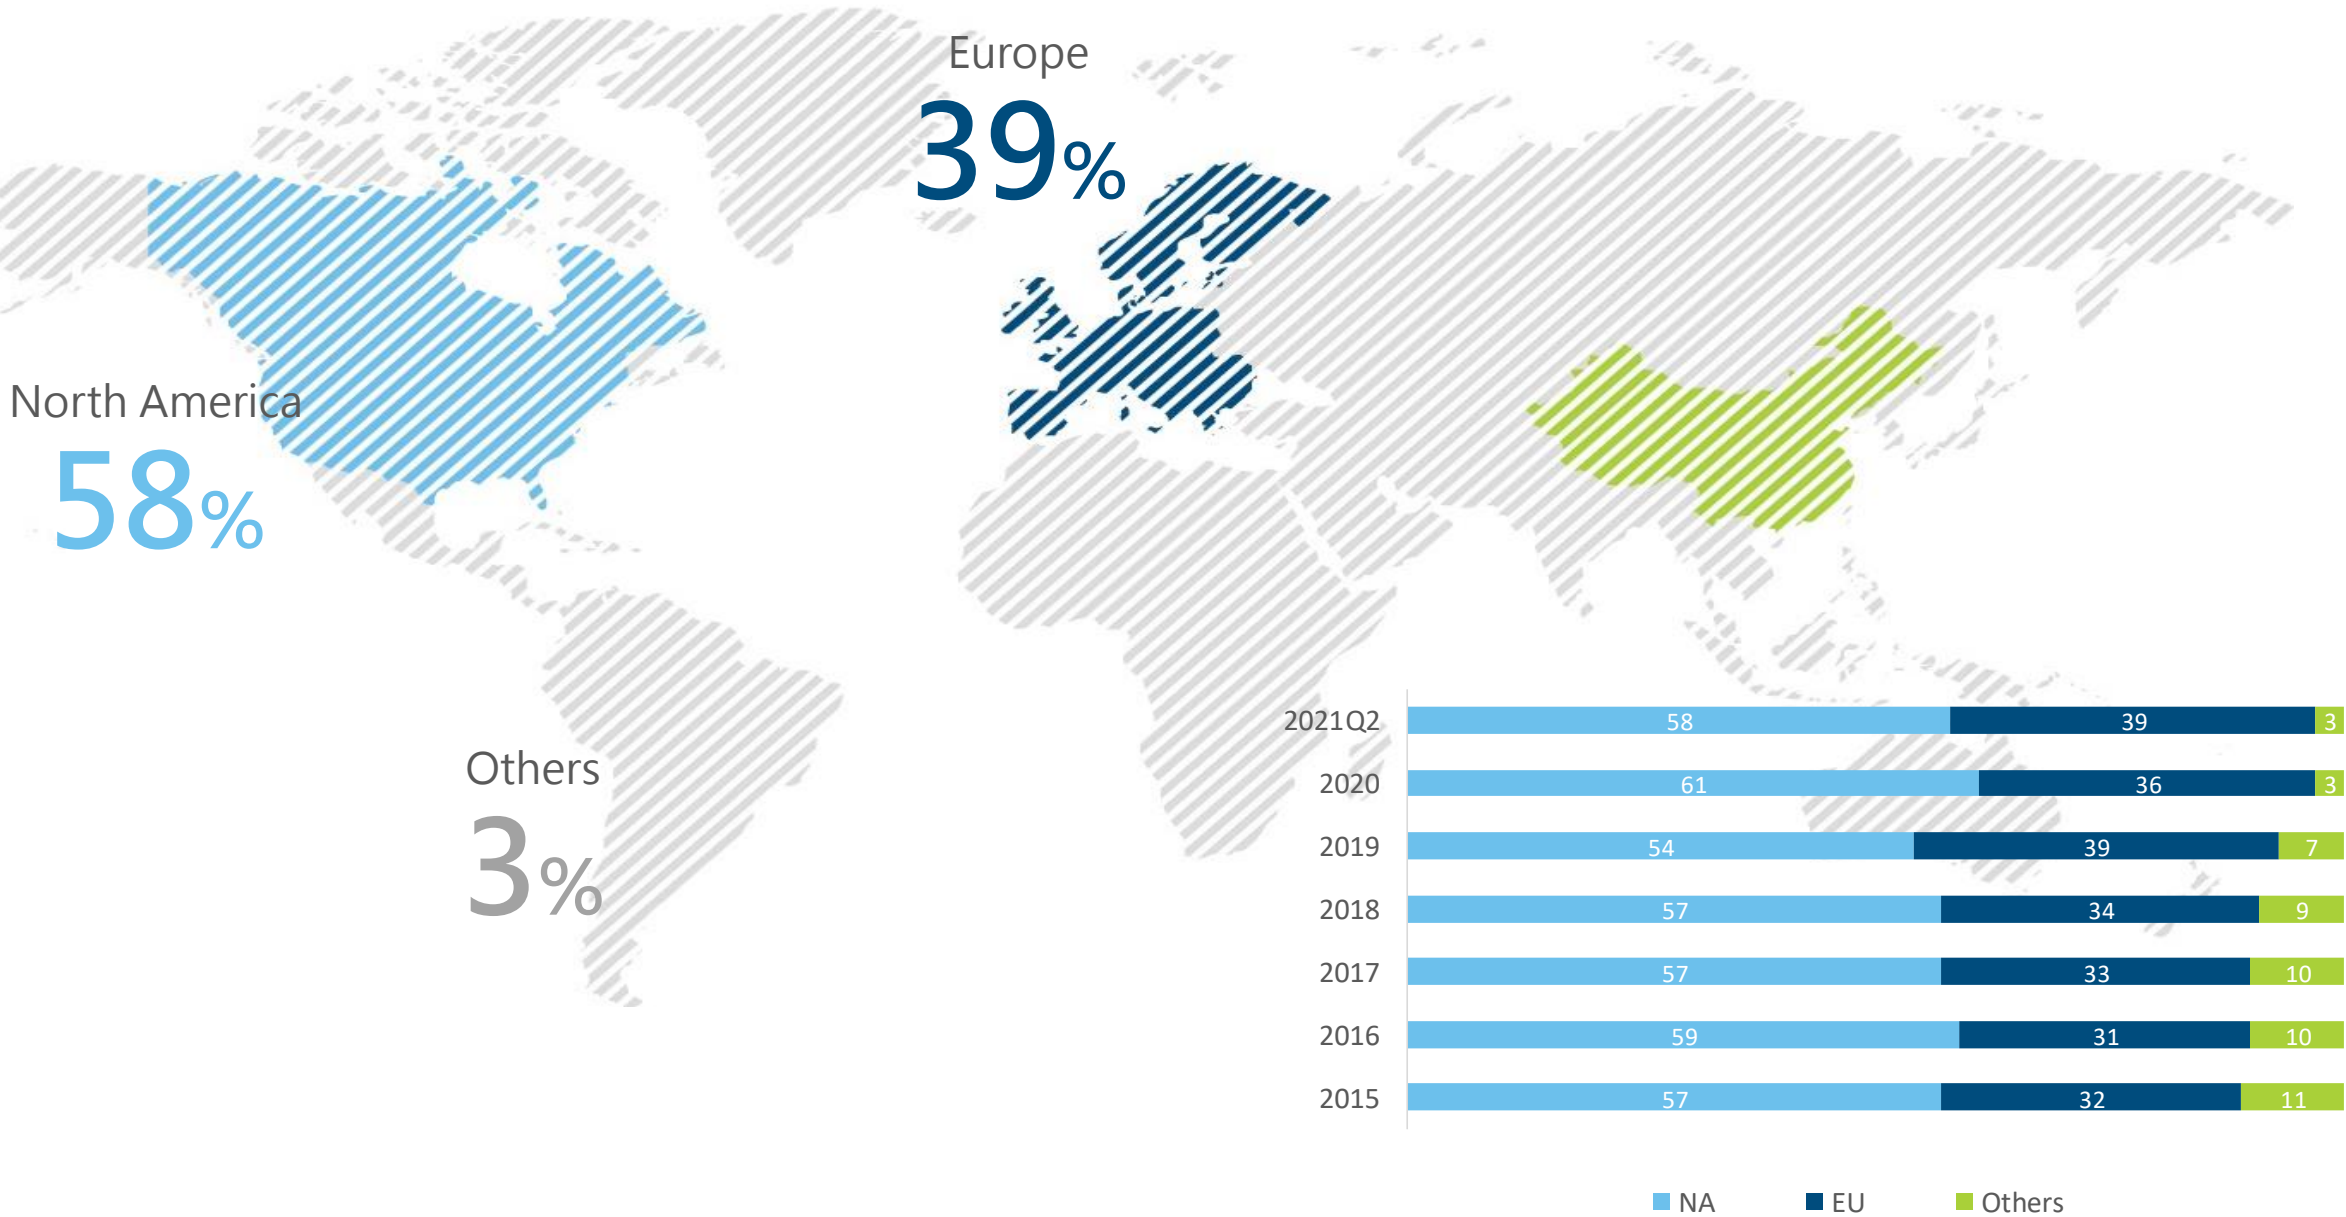 Europe
39%
North America
58%
Others
3%
2021Q2 58 39 3
2020 61 36 3
2019 54 39 7
2018 57 34 9
2017 57 33 10
2016 59 31 10
2015 57 32 11
NA EU Others